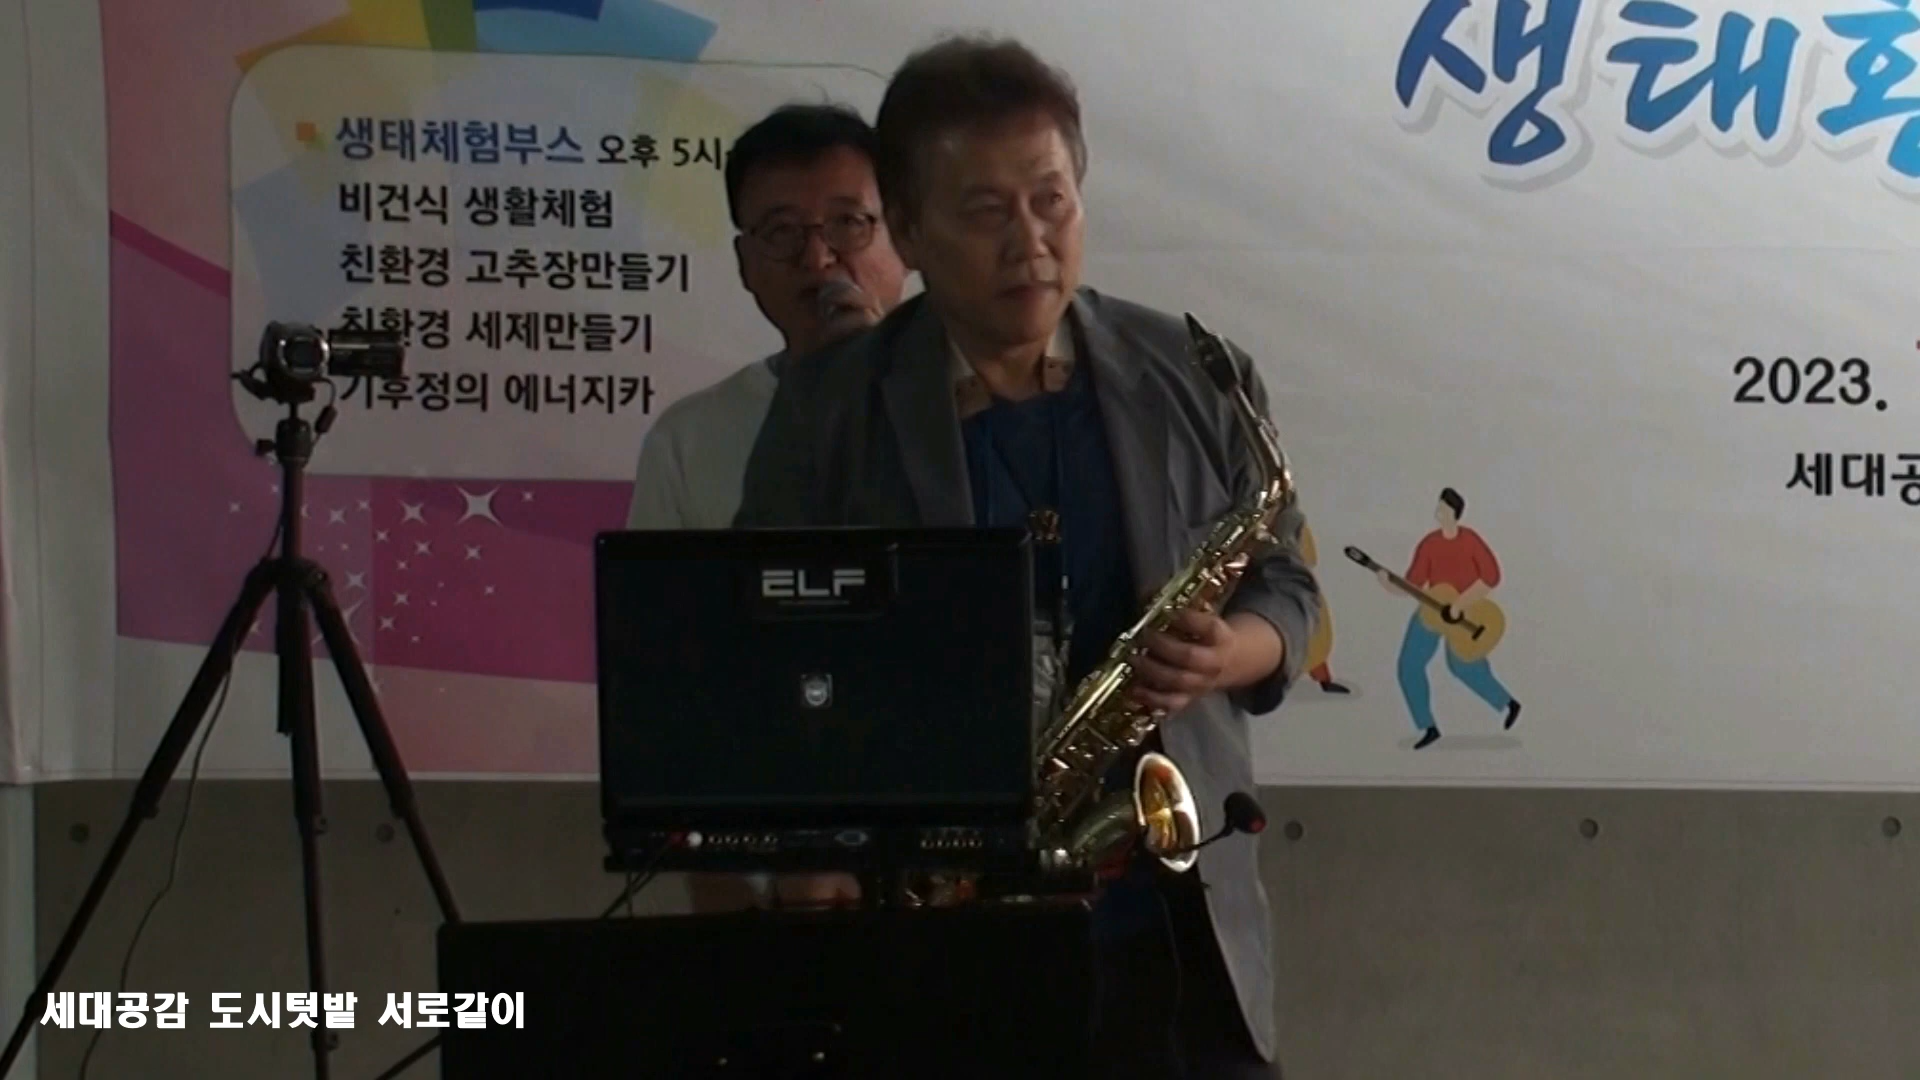 생태
생태체험부스 오후 5시
비건식 생활체험
친환경 고추장만들기
친환경 세제만들기
기후정의 에너지카
2023.
세대공
ELF
세대공감 도시텃밭 서로같이